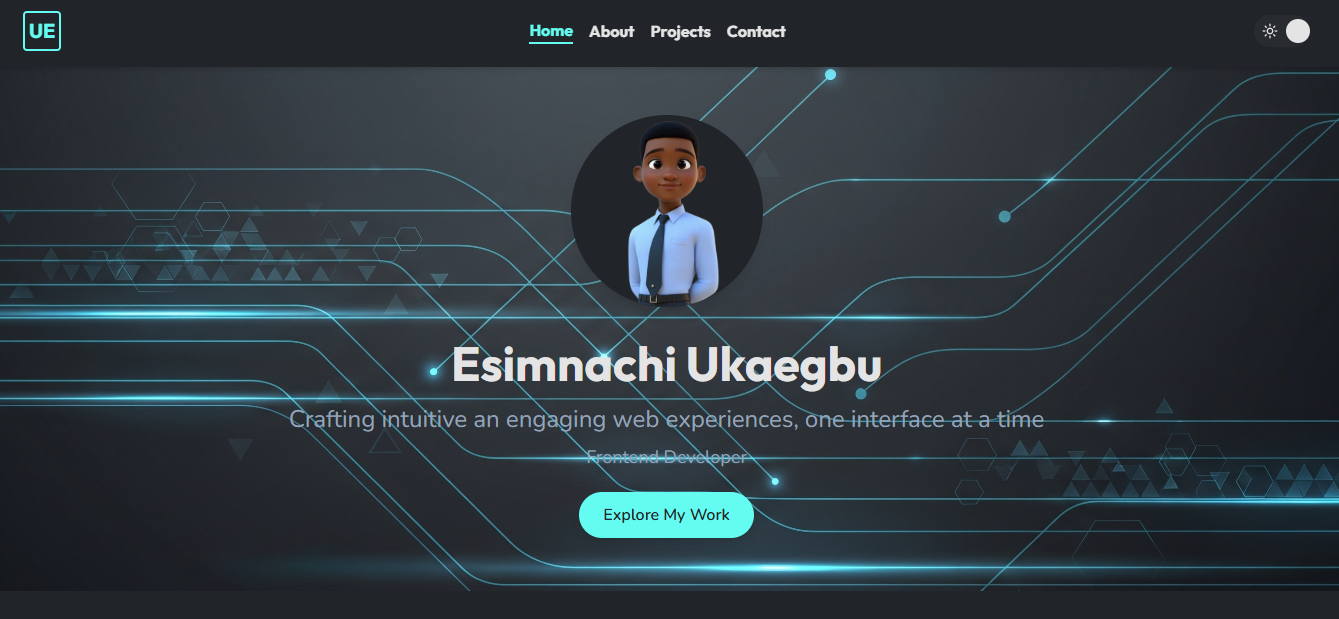 UE
Home About Projects Contact
Esimnachi Ukaegbu
Crafting intuitive an engaging web experiences, one interface at a time
Frontend Developer
Explore My Work